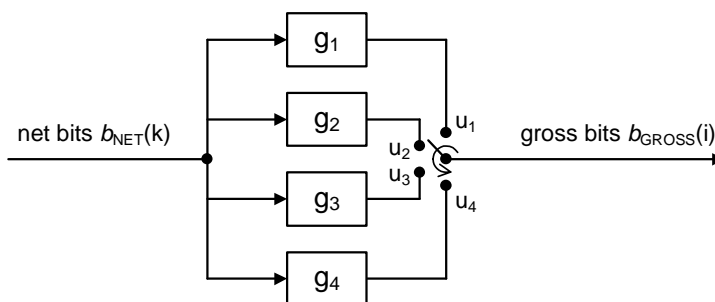 g1
g2
net bits bNET(k)
u1
gross bits bGROSS(i)
u2
u3
g3
u4
g4